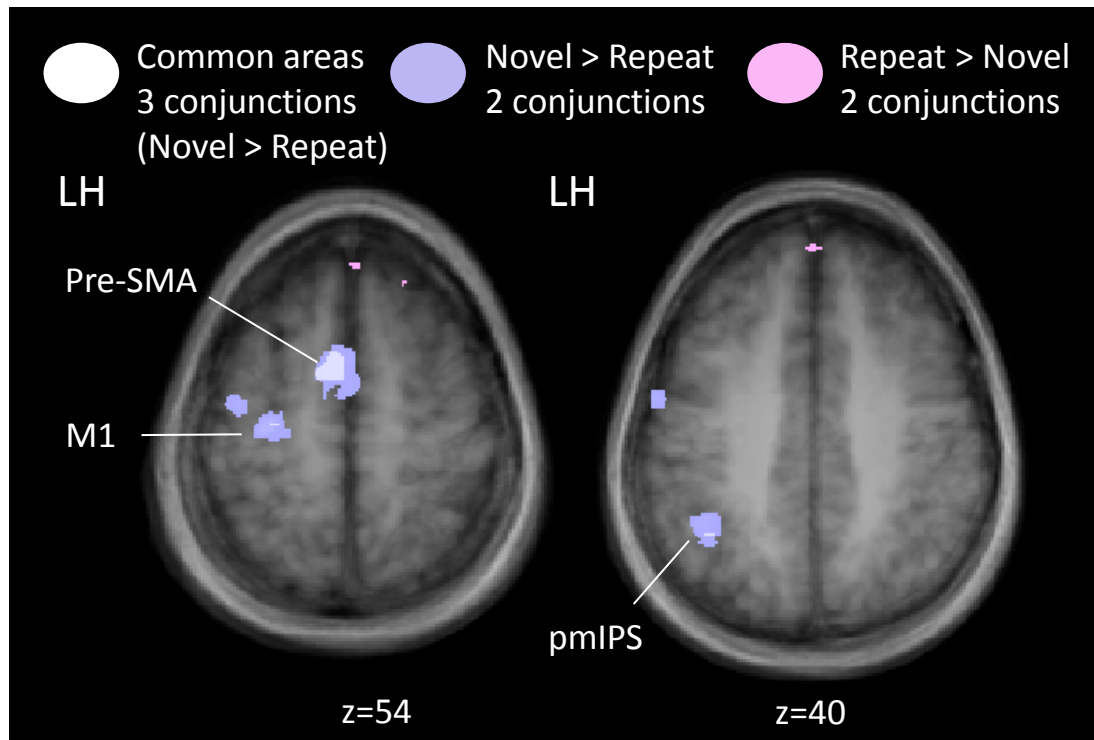 Common areas
3 conjunctions
(Novel > Repeat)
Novel > Repeat
2 conjunctions
Repeat > Novel
2 conjunctions
LH
LH
Pre-SMA
M1
pmIPS
z=54
z=40